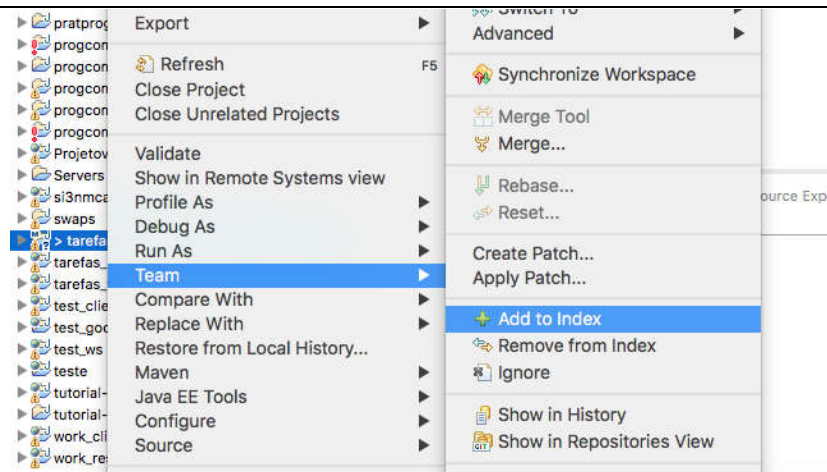 pratprog
progcon
progcon
progcon
progcon
progcon
Projetov
Servers
si3nmca
swaps
> tarefa
tarefas_
tarefas_
test_clie
test_goo
test_ws
teste
tutorial-
tutorial-
work_cli
work_re
Export
Refresh F5
Close Project
Close Unrelated Projects
Validate
Show in Remote Systems view
Profile As
Debug As
Run As
Team
Compare With
Replace With
Restore from Local History...
Maven
Java EE Tools
Configure
Source
Switch To
Advanced
Synchronize Workspace
Merge Tool
Merge...
Rebase...
Reset...
Create Patch...
Apply Patch...
Add to Index
Remove from Index
Ignore
Show in History
Show in Repositories View
ource Exp